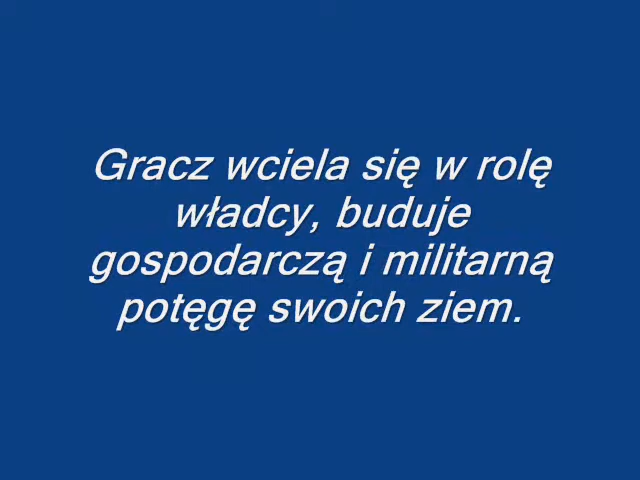 Gracz wciela się w rolę
władcy, buduje
gospodarczą i militarną
potęgę swoich ziem.